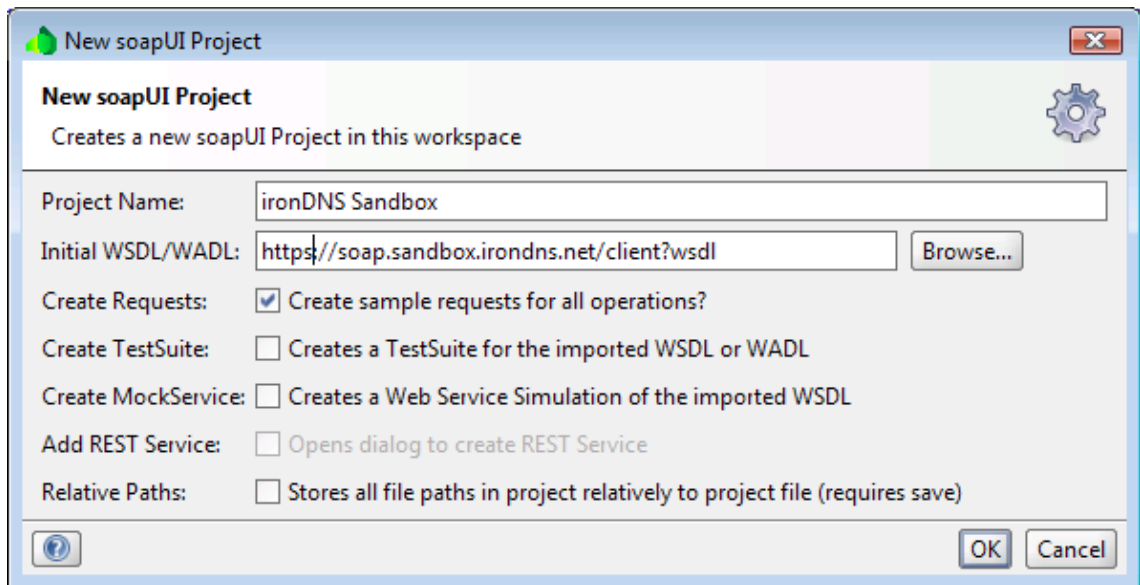 New soapUI Project
New soapUI Project
Creates a new soapUI Project in this workspace
Project Name: ironDNS Sandbox
Initial WSDL/WADL: https://soap.sandbox.irondns.net/client?wsdl Browse...
Create Requests: Create sample requests for all operations?
Create TestSuite: Creates a TestSuite for the imported WSDL or WADL
Create MockService: Creates a Web Service Simulation of the imported WSDL
Add REST Service: Opens dialog to create REST Service
Relative Paths: Stores all file paths in project relatively to project file (requires save)
? OK Cancel